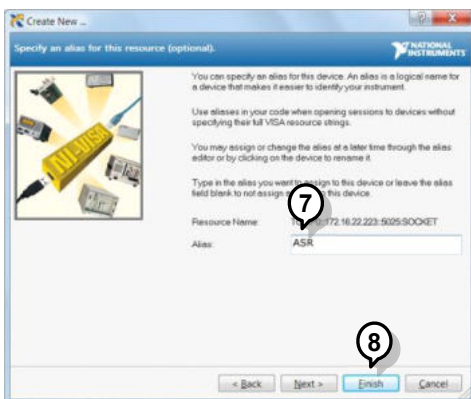 Create New ...
Specify an alias for this resource (optional).
NATIONAL
INSTRUMENTS
You can specify an alias for this device. An alias is a logical name for
a device that makes it easier to identify your instrument.
Use aliases in your code when opening sessions to devices without
specifying their full VISA resource strings.
You may assign or change the alias at a later time through the alias
editor or by clicking on the device to rename it.
Type in the alias you want to assign to this device or leave the alias
field blank to not assign to this device.
7
Resource Name: 172.16.22.223::5025::SOCKET
Alias: ASR
NI-VISA
8
< Back Next > Finish Cancel